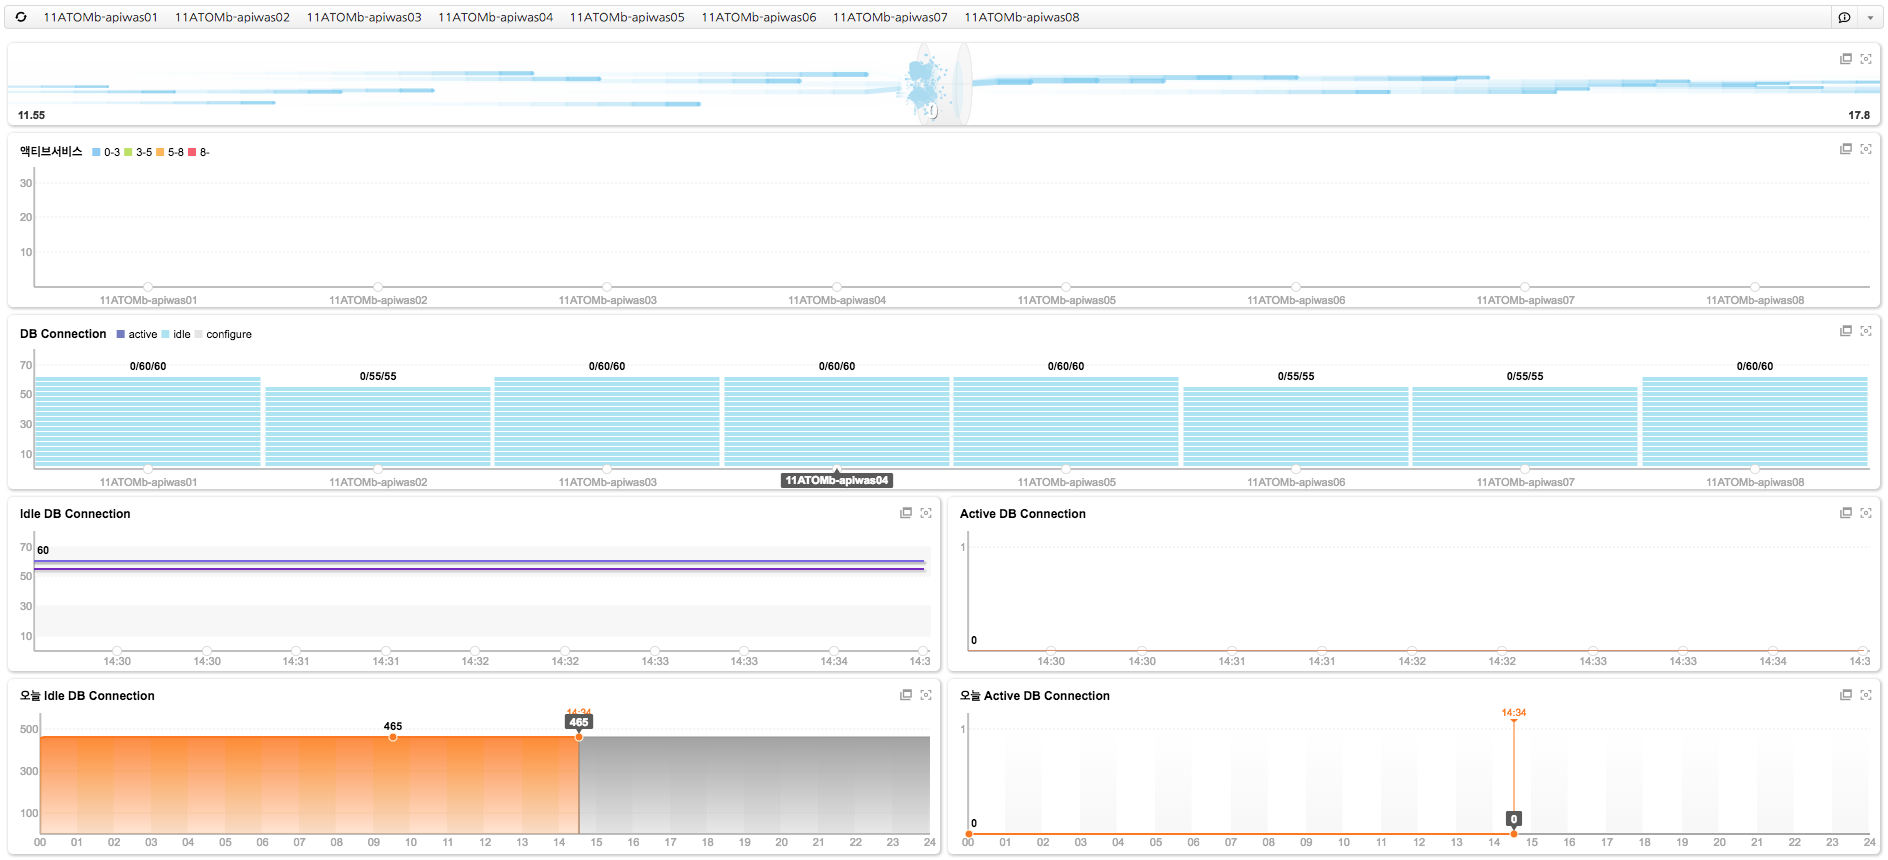 11ATOMb-apiwas01 11ATOMb-apiwas02 11ATOMb-apiwas03 11ATOMb-apiwas04 11ATOMb-apiwas05 11ATOMb-apiwas06 11ATOMb-apiwas07 11ATOMb-apiwas08
11.55 17.8
액티브서비스 0-3 3-5 5-8 8-
30
20
10
11ATOMb-apiwas01 11ATOMb-apiwas02 11ATOMb-apiwas03 11ATOMb-apiwas04 11ATOMb-apiwas05 11ATOMb-apiwas06 11ATOMb-apiwas07 11ATOMb-apiwas08
DB Connection active idle configure
70 0/60/60 0/55/55 0/60/60 0/60/60 0/60/60 0/55/55 0/55/55 0/60/60
50
30
10
11ATOMb-apiwas01 11ATOMb-apiwas02 11ATOMb-apiwas03 11ATOMb-apiwas04 11ATOMb-apiwas05 11ATOMb-apiwas06 11ATOMb-apiwas07 11ATOMb-apiwas08
Idle DB Connection
70 60
50
30
10
14:30 14:30 14:31 14:31 14:32 14:32 14:33 14:33 14:34 14:3
Active DB Connection
1
0
14:30 14:30 14:31 14:31 14:32 14:32 14:33 14:33 14:34 14:3
오늘 Idle DB Connection
14:34
500 465 465
300
100
00 01 02 03 04 05 06 07 08 09 10 11 12 13 14 15 16 17 18 19 20 21 22 23 24
오늘 Active DB Connection
14:34
1
0 0
00 01 02 03 04 05 06 07 08 09 10 11 12 13 14 15 16 17 18 19 20 21 22 23 24